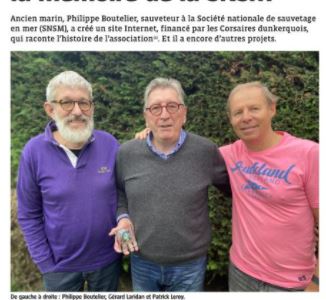 la mémoire de la SNSM
Ancien marin, Philippe Boutelier, sauveteur à la Société nationale de sauvetage
en mer (SNSM), a créé un site Internet, financé par les Corsaires dunkerquois,
qui raconte l'histoire de l'association⁽¹⁾. Et il a encore d'autres projets.
De gauche à droite : Philippe Boutelier, Gérard Laridan et Patrick Leroy.